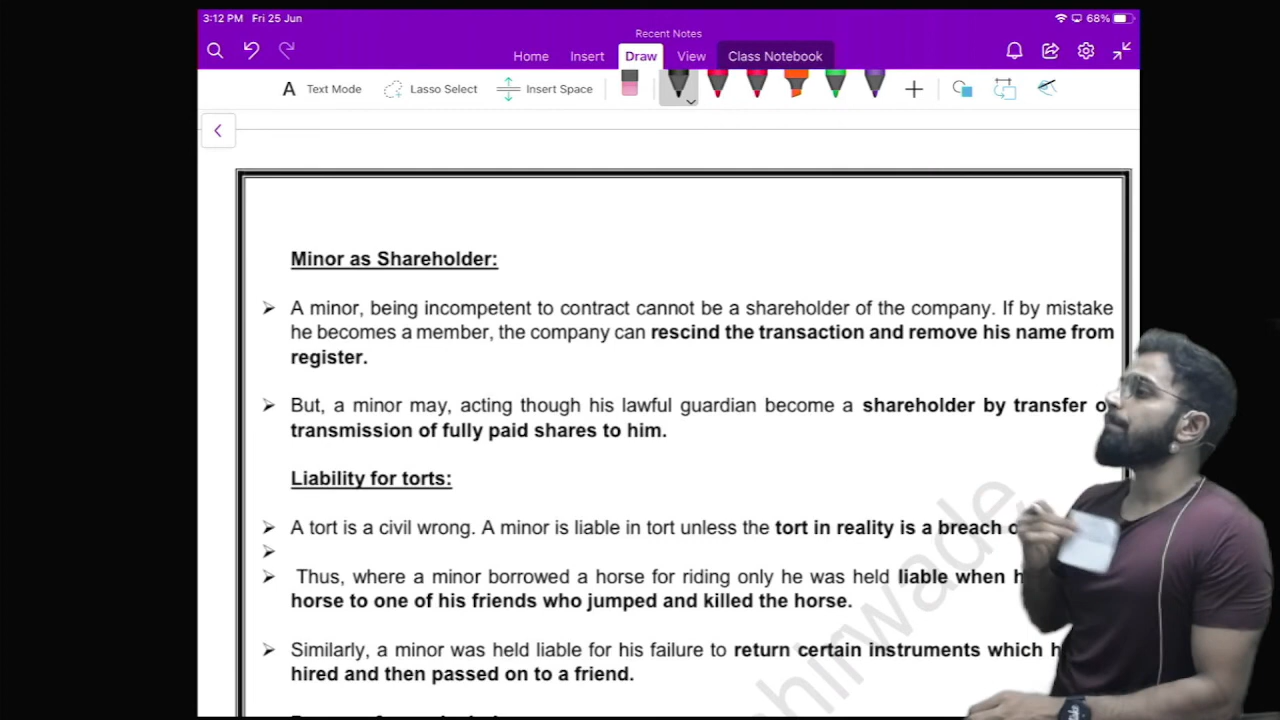 3:12 PM Fri 25 Jun
68%
Recent Notes
Home Insert Draw View Class Notebook
A Text Mode Lasso Select Insert Space
Minor as Shareholder:
➢ A minor, being incompetent to contract cannot be a shareholder of the company. If by mistake
he becomes a member, the company can rescind the transaction and remove his name from
register.
➢ But, a minor may, acting though his lawful guardian become a shareholder by transfer
transmission of fully paid shares to him.
Liability for torts:
➢ A tort is a civil wrong. A minor is liable in tort unless the tort in reality is a breach
➢
➢ Thus, where a minor borrowed a horse for riding only he was held liable when
horse to one of his friends who jumped and killed the horse.
➢ Similarly, a minor was held liable for his failure to return certain instruments which
hired and then passed on to a friend.